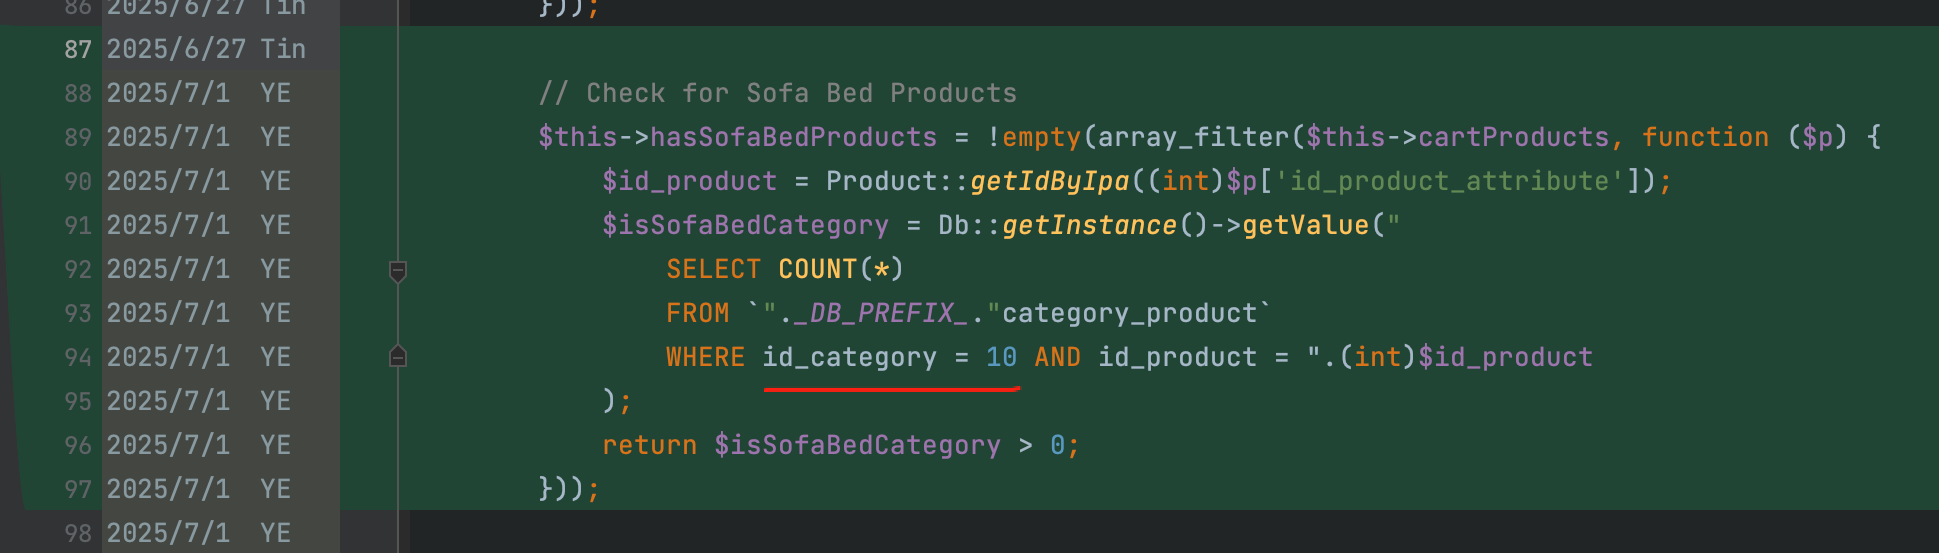 86 2025/6/27 Tin }));
87 2025/6/27 Tin
88 2025/7/1 YE // Check for Sofa Bed Products
89 2025/7/1 YE $this->hasSofaBedProducts = !empty(array_filter($this->cartProducts, function ($p) {
90 2025/7/1 YE $id_product = Product::getIdByIpa((int)$p['id_product_attribute']);
91 2025/7/1 YE $isSofaBedCategory = Db::getInstance()->getValue("
92 2025/7/1 YE SELECT COUNT(*)
93 2025/7/1 YE FROM `"._DB_PREFIX_."category_product`
94 2025/7/1 YE WHERE id_category = 10 AND id_product = ".(int)$id_product
95 2025/7/1 YE );
96 2025/7/1 YE return $isSofaBedCategory > 0;
97 2025/7/1 YE }));
98 2025/7/1 YE